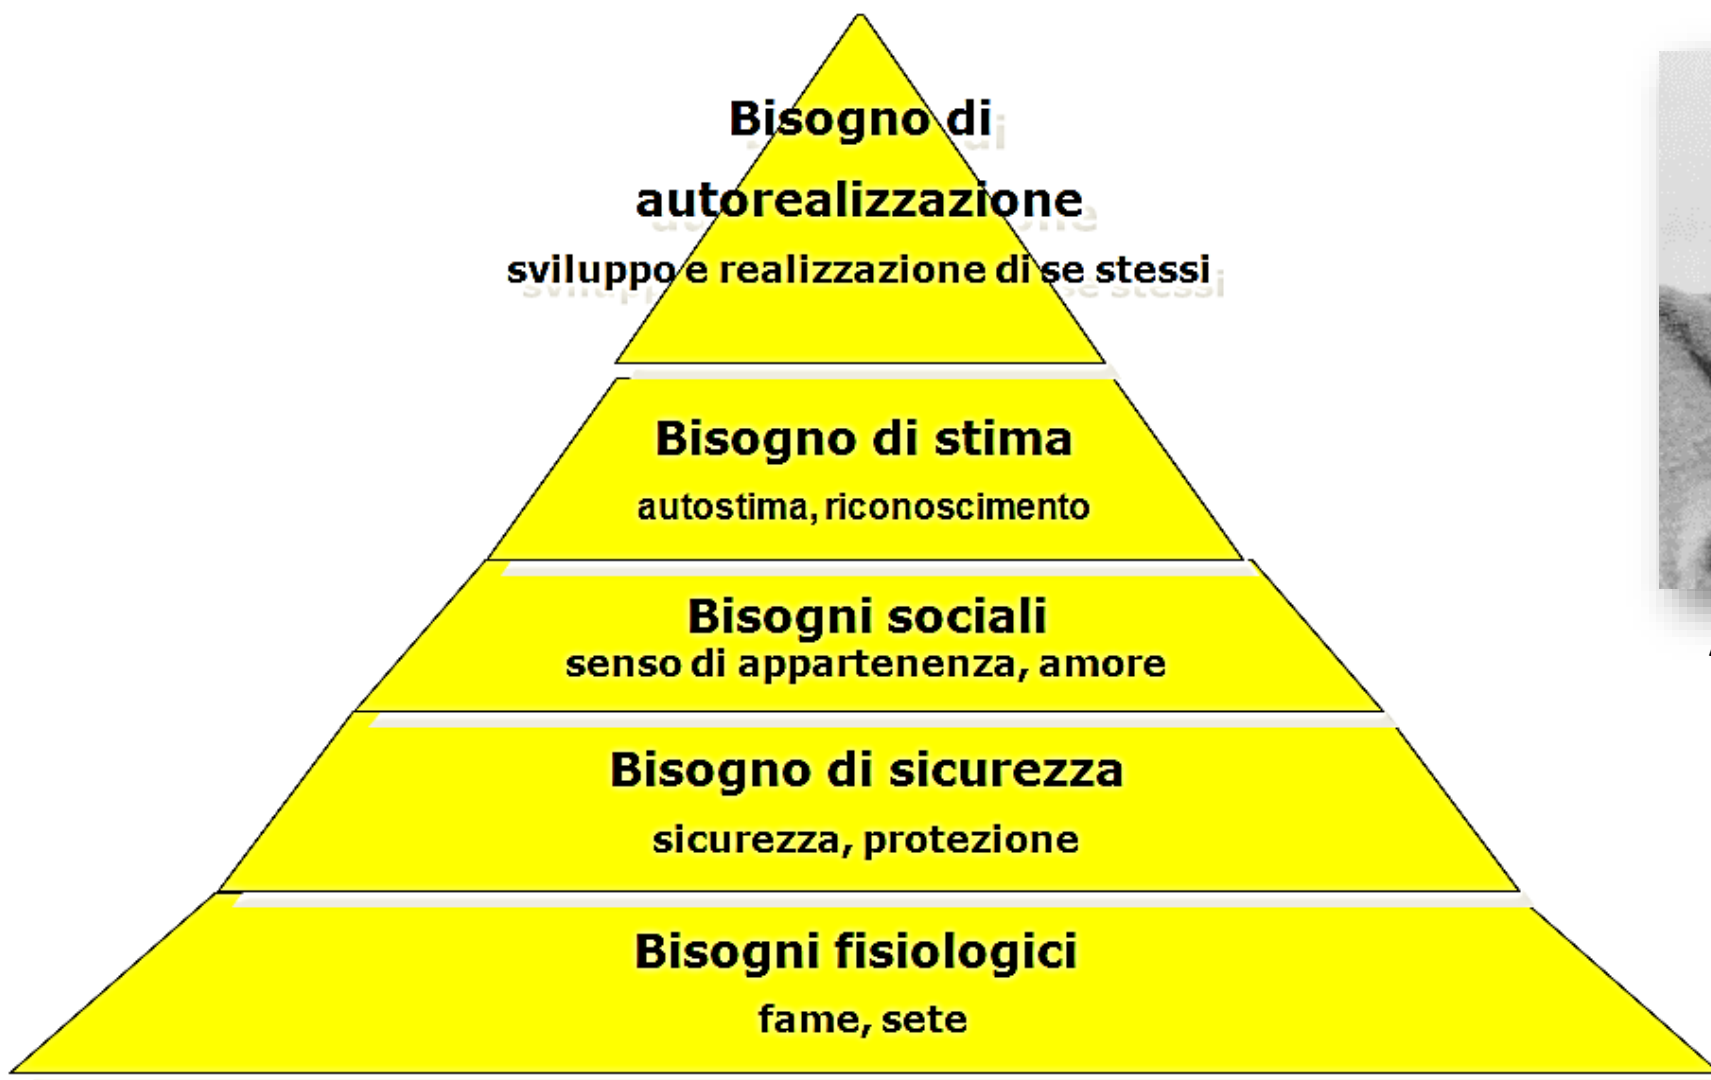 Bisogno di
autorealizzazione
sviluppo e realizzazione di se stessi
Bisogno di stima
autostima, riconoscimento
Bisogni sociali
senso di appartenenza, amore
Bisogno di sicurezza
sicurezza, protezione
Bisogni fisiologici
fame, sete